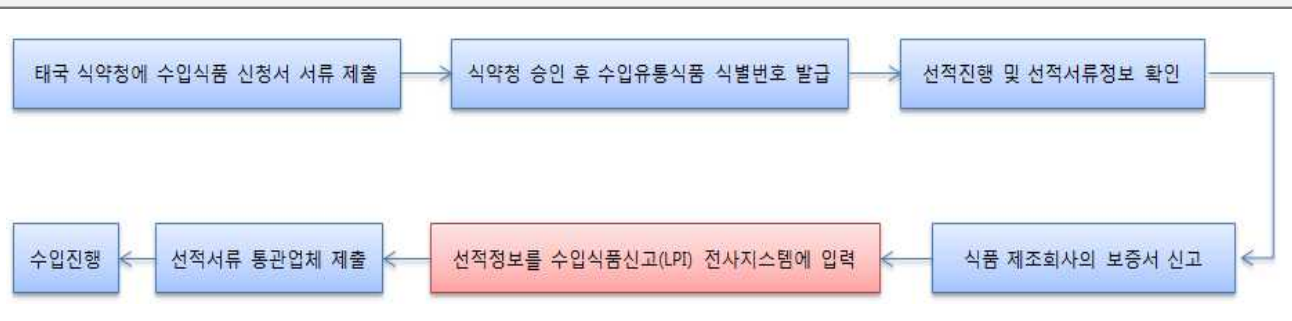 태국 식약청에 수입식품 신청서 서류 제출
식약청 승인 후 수입유통식품 식별번호 발급
선적진행 및 선적서류정보 확인
식품 제조회사의 보증서 신고
선적정보를 수입식품신고(LPI) 전사지스템에 입력
선적서류 통관업체 제출
수입진행